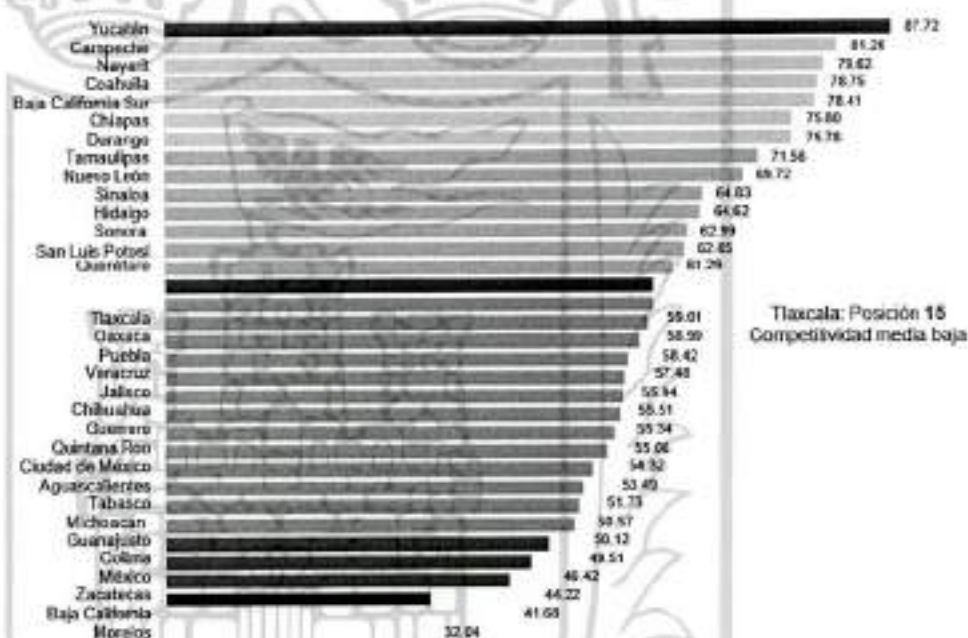 Yucatán 87.72
Campeche 81.26
Nayarit 79.62
Coahuila 78.75
Baja California Sur 78.41
Chiapas 75.80
Durango 75.78
Tamaulipas 71.56
Nuevo León 69.72
Sinaloa 64.83
Hidalgo 64.62
Sonora 62.99
San Luis Potosí 62.65
Querétaro 61.29
Tlaxcala 59.01
Oaxaca 58.99
Puebla 58.42
Veracruz 57.48
Jalisco 55.94
Chihuahua 55.51
Guerrero 55.34
Quintana Roo 55.06
Ciudad de México 54.92
Aguascalientes 53.49
Tabasco 51.73
Michoacán 50.57
Guanajuato 50.12
Colima 49.51
México 46.42
Zacatecas 44.22
Baja California 41.68
Morelos 32.04
Tlaxcala: Posición 15
Competitividad media baja